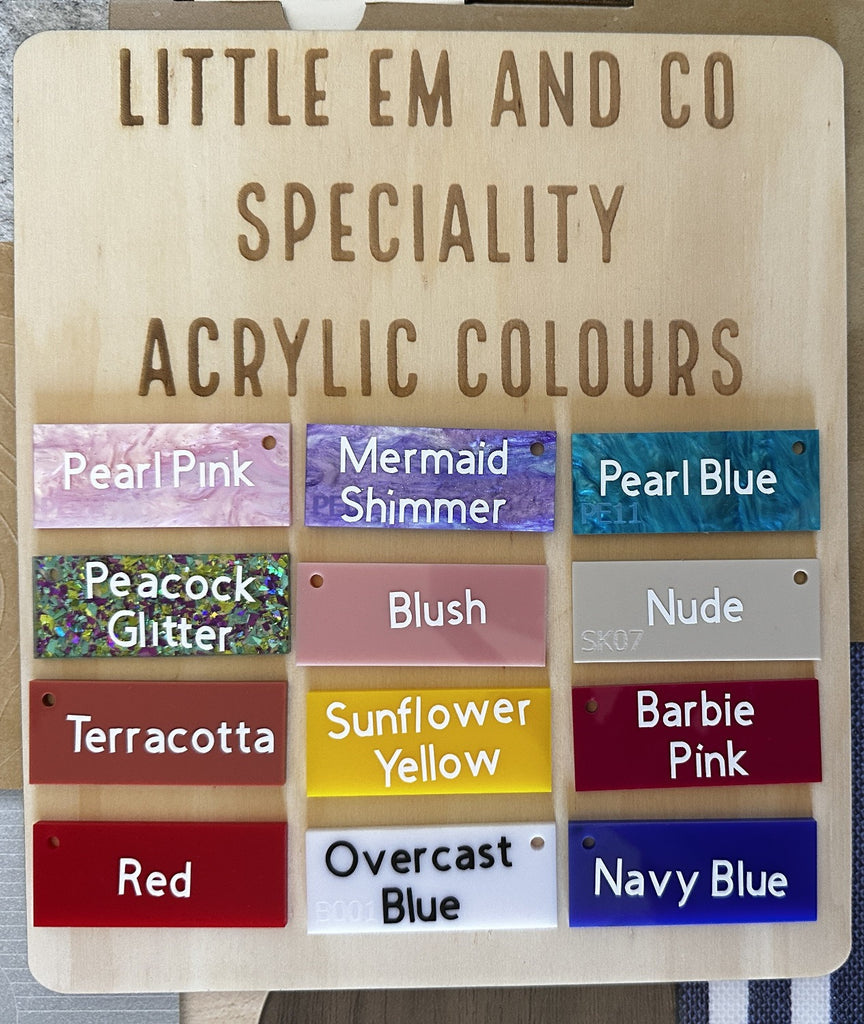 LITTLE EM AND CO
SPECIALITY
ACRYLIC COLOURS
Pearl Pink
Mermaid
Shimmer
Pearl Blue
PE11
Peacock
Glitter
Blush
Nude
SK07
Terracotta
Sunflower
Yellow
Barbie
Pink
Red
Overcast
Blue
B001
Navy Blue